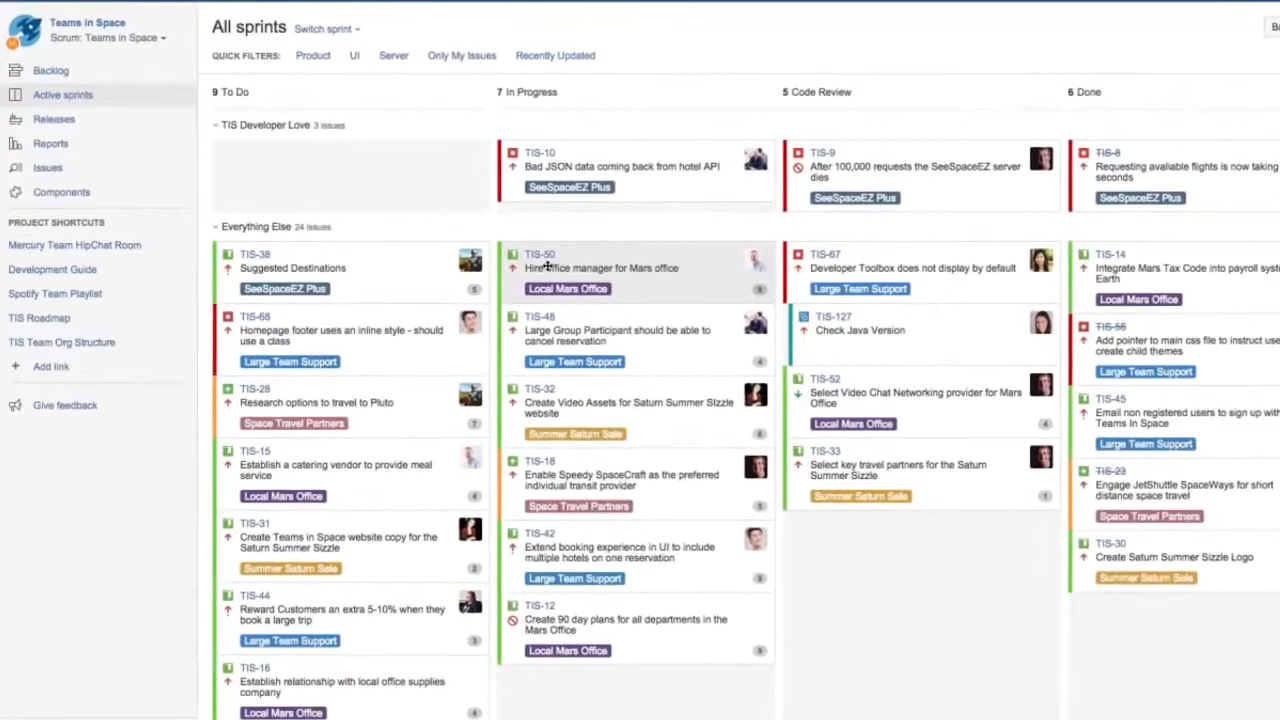 Teams in Space
Scrum: Teams in Space
Backlog
Active sprints
Releases
Reports
Issues
Components
PROJECT SHORTCUTS
Mercury Team HipChat Room
Development Guide
Spotify Team Playlist
TIS Roadmap
TIS Team Org Structure
Add link
Give feedback
All sprints
Switch sprint
QUICK FILTERS:
Product
UI
Server
Only My Issues
Recently Updated
9 To Do
7 In Progress
5 Code Review
6 Done
TIS Developer Love 3 issues
TIS-10
Bad JSON data coming back from hotel API
SeeSpaceEZ Plus
TIS-9
After 100,000 requests the SeeSpaceEZ server
dies
SeeSpaceEZ Plus
TIS-8
Requesting available flights is now taking
seconds
SeeSpaceEZ Plus
Everything Else 24 issues
TIS-38
Suggested Destinations
SeeSpaceEZ Plus
5
TIS-68
Homepage footer uses an inline style - should
use a class
Large Team Support
TIS-28
Research options to travel to Pluto
Space Travel Partners
7
TIS-15
Establish a catering vendor to provide meal
service
Local Mars Office
4
TIS-31
Create Teams in Space website copy for the
Saturn Summer Sizzle
Summer Saturn Sale
2
TIS-44
Reward Customers an extra 5-10% when they
book a large trip
Large Team Support
3
TIS-16
Establish relationship with local office supplies
company
Local Mars Office
4
TIS-50
Hire office manager for Mars office
Local Mars Office
TIS-48
Large Group Participant should be able to
cancel reservation
Large Team Support
4
TIS-32
Create Video Assets for Saturn Summer Sizzle
website
Summer Saturn Sale
TIS-18
Enable Speedy SpaceCraft as the preferred
individual transit provider
Space Travel Partners
5
TIS-42
Extend booking experience in UI to include
multiple hotels on one reservation
Large Team Support
TIS-12
Create 90 day plans for all departments in the
Mars Office
Local Mars Office
TIS-67
Developer Toolbox does not display by default
Large Team Support
TIS-127
Check Java Version
TIS-52
Select Video Chat Networking provider for Mars
Office
Local Mars Office
4
TIS-33
Select key travel partners for the Saturn
Summer Sizzle
Summer Saturn Sale
1
TIS-14
Integrate Mars Tax Code into payroll
Earth
Local Mars Office
TIS-56
Add pointer to main css file to instruct
create child themes
Large Team Support
TIS-45
Email non registered users to sign up
Teams In Space
Large Team Support
TIS-23
Engage JetShuttle SpaceWays for short
distance space travel
Space Travel Partners
TIS-30
Create Saturn Summer Sizzle Logo
Summer Saturn Sale